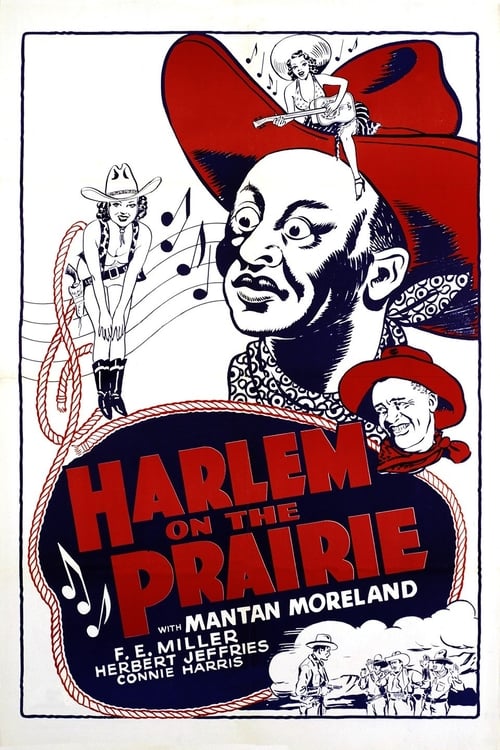 HARLEM
ON THE
PRAIRIE
WITH MANTAN MORELAND
F. E. MILLER
HERBERT JEFFRIES
CONNIE HARRIS